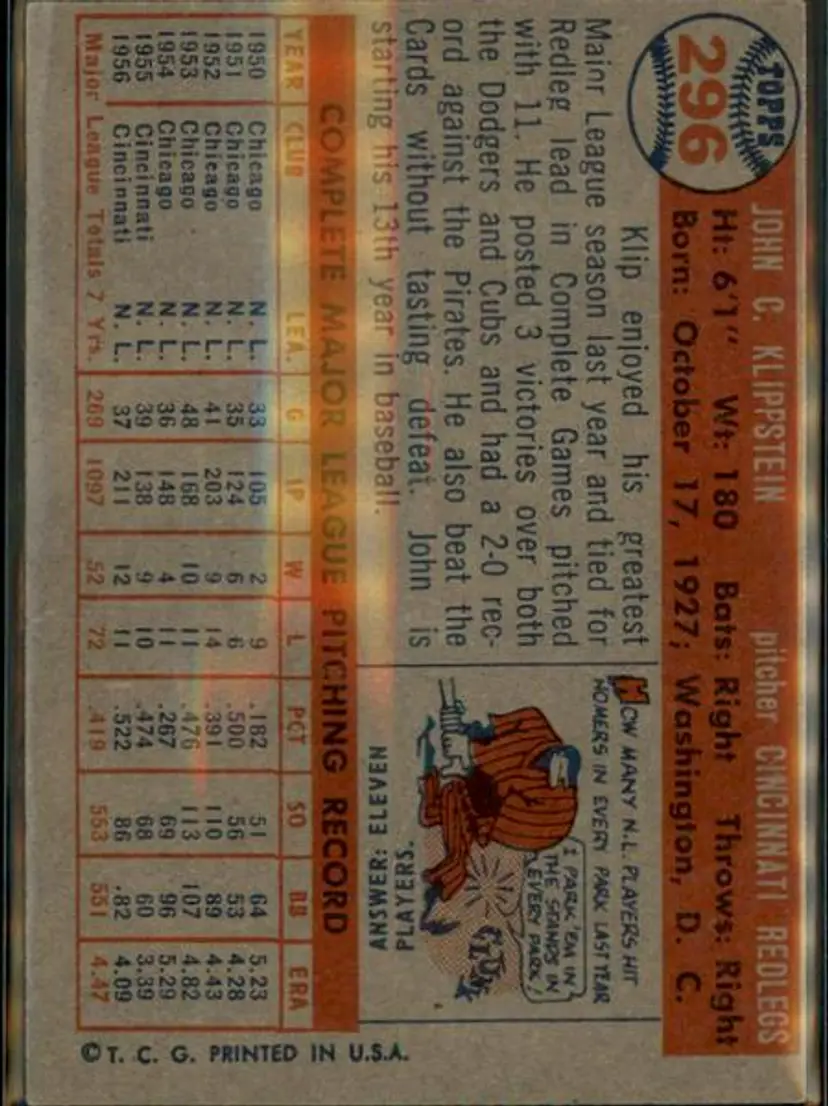 TOPPS
296
JOHN C. KLIPPSTEIN pitcher CINCINNATI REDLEGS
Ht: 6'1" Wt: 180 Bats: Right Throws: Right
Born: October 17, 1927; Washington, D. C.
Klip enjoyed his greatest
Major League season last year and tied for
Redleg lead in Complete Games pitched
with 11. He posted 3 victories over both
the Dodgers and Cubs and had a 2-0 rec-
ord against the Pirates. He also beat the
Cards without tasting defeat. John is
starting his 13th year in baseball.
HOW MANY N.L. PLAYERS HIT
HOMERS IN EVERY PARK LAST YEAR
I PARK 'EM IN
THE STANDS IN
EVERY PARK!
CLUNK
ANSWER: ELEVEN
PLAYERS.
COMPLETE MAJOR LEAGUE PITCHING RECORD
YEAR CLUB LEA. G IP W L PCT SO BB ERA
1950 Chicago N. L. 33 105 2 9 .182 51 64 5.23
1951 Chicago N. L. 35 124 6 6 .500 56 53 4.28
1952 Chicago N. L. 41 203 9 14 .391 110 89 4.43
1953 Chicago N. L. 48 168 10 11 .476 113 107 4.82
1954 Chicago N. L. 36 148 4 11 .267 69 96 5.29
1955 Cincinnati N. L. 39 138 9 10 .474 68 60 3.39
1956 Cincinnati N. L. 37 211 12 11 .522 86 .82 4.09
Major League Totals 7 Yrs. 269 1097 52 72 .419 553 551 4.47
© T. C. G. PRINTED IN U.S.A.